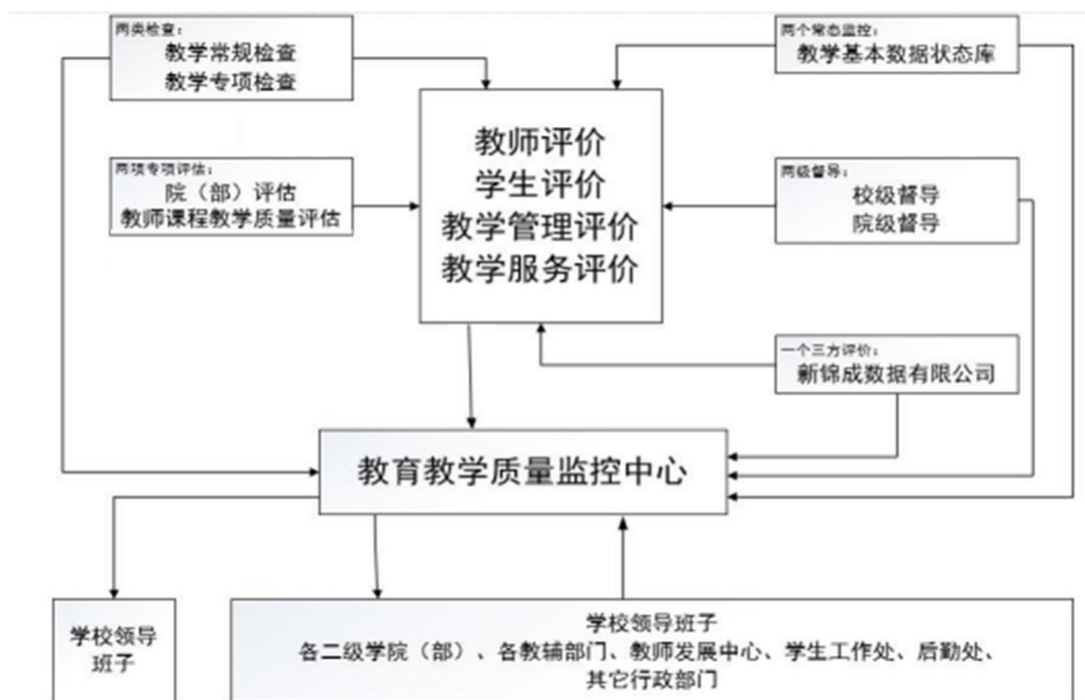 两类检查:
教学常规检查
教学专项检查
两个常态监控:
教学基本数据状态库
教师评价
学生评价
教学管理评价
教学服务评价
两项专项评估:
院（部）评估
教师课程教学质量评估
两级督导:
校级督导
院级督导
一个三方评价:
新锦成数据有限公司
教育教学质量监控中心
学校领导
班子
学校领导班子
各二级学院（部）、各教辅部门、教师发展中心、学生工作处、后勤处、
其它行政部门